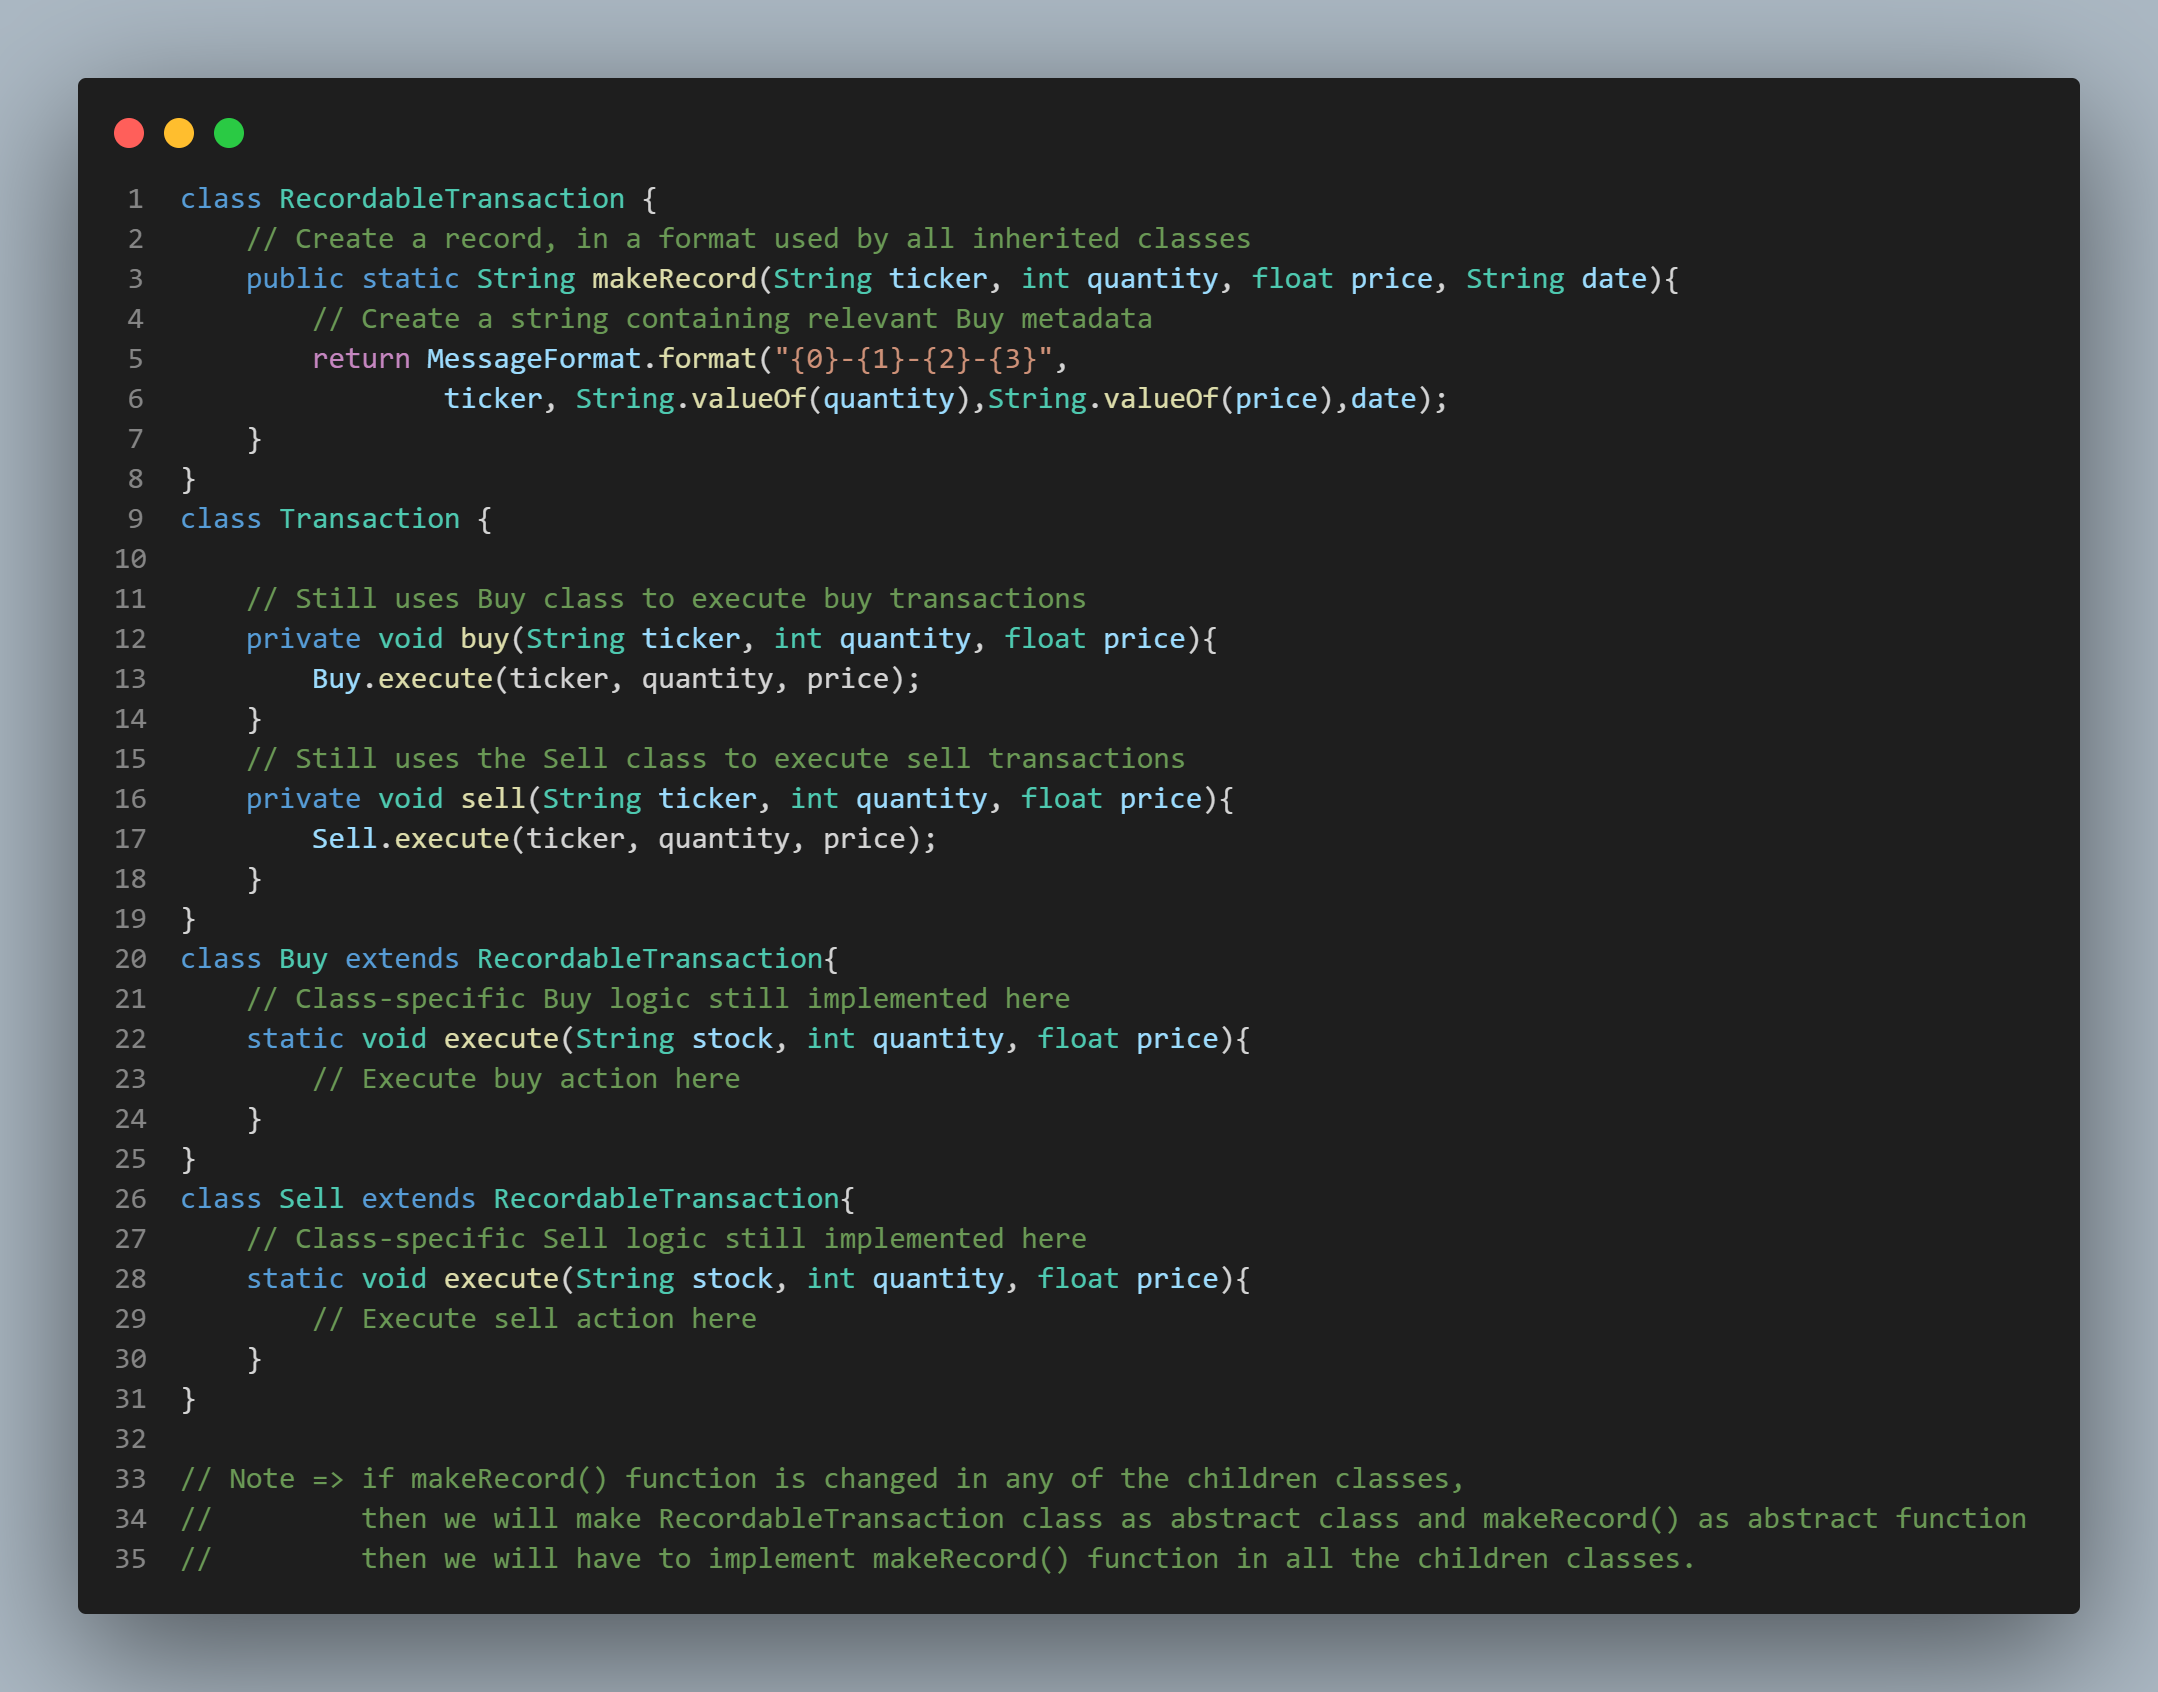 1 class RecordableTransaction {
2     // Create a record, in a format used by all inherited classes
3     public static String makeRecord(String ticker, int quantity, float price, String date){
4         // Create a string containing relevant Buy metadata
5         return MessageFormat.format("{0}-{1}-{2}-{3}",
6                 ticker, String.valueOf(quantity),String.valueOf(price),date);
7     }
8 }
9 class Transaction {
10
11     // Still uses Buy class to execute buy transactions
12     private void buy(String ticker, int quantity, float price){
13         Buy.execute(ticker, quantity, price);
14     }
15     // Still uses the Sell class to execute sell transactions
16     private void sell(String ticker, int quantity, float price){
17         Sell.execute(ticker, quantity, price);
18     }
19 }
20 class Buy extends RecordableTransaction{
21     // Class-specific Buy logic still implemented here
22     static void execute(String stock, int quantity, float price){
23         // Execute buy action here
24     }
25 }
26 class Sell extends RecordableTransaction{
27     // Class-specific Sell logic still implemented here
28     static void execute(String stock, int quantity, float price){
29         // Execute sell action here
30     }
31 }
32
33 // Note => if makeRecord() function is changed in any of the children classes,
34 //         then we will make RecordableTransaction class as abstract class and makeRecord() as abstract function
35 //         then we will have to implement makeRecord() function in all the children classes.